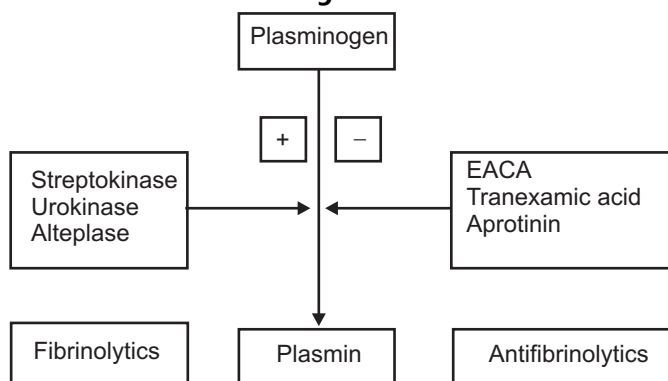 Plasminogen
+
−
Streptokinase
Urokinase
Alteplase
EACA
Tranexamic acid
Aprotinin
Fibrinolytics
Plasmin
Antifibrinolytics